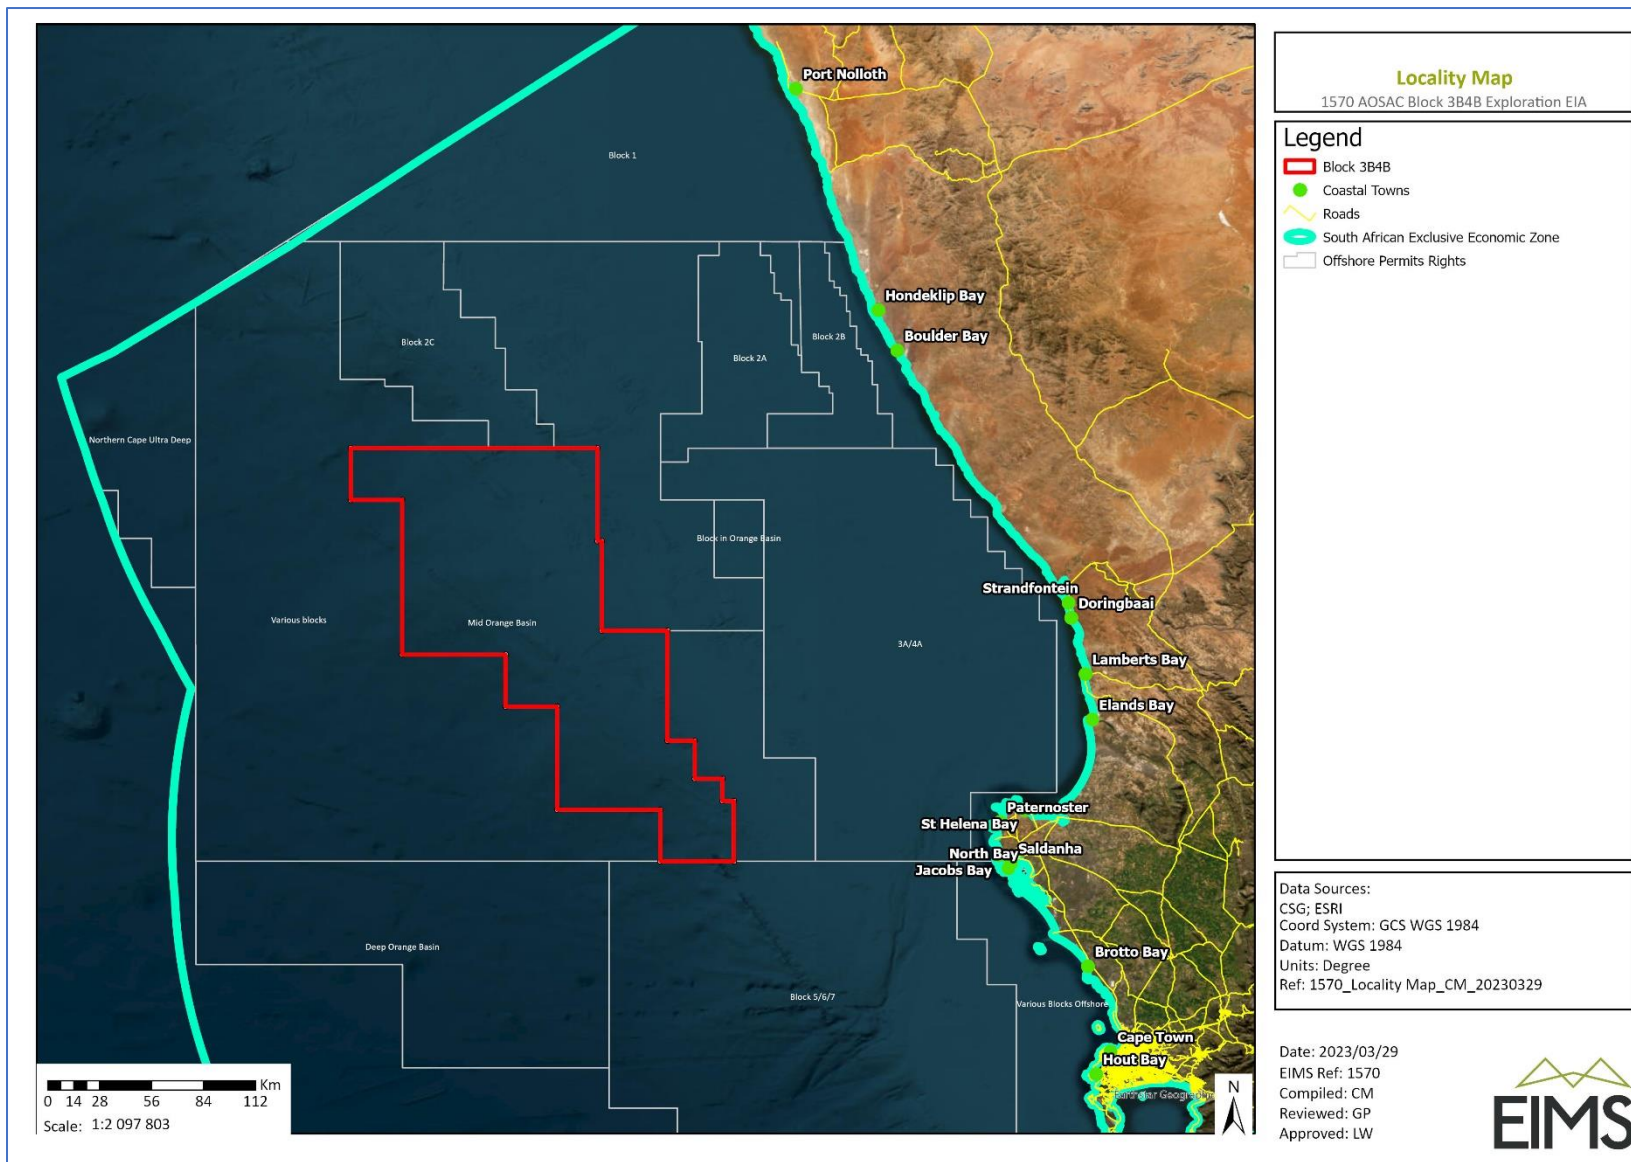 Port Nolloth
Block 1
Hondeklip Bay
Boulder Bay
Block 2C
Block 2A
Block 2B
Northern Cape Ultra Deep
Block in Orange Basin
Various blocks
Mid Orange Basin
3A/4A
Strandfontein
Doringbaai
Lamberts Bay
Elands Bay
Paternoster
St Helena Bay
North Bay
Saldanha
Jacobs Bay
Deep Orange Basin
Brotto Bay
Block 5/6/7
Various Blocks Offshore
Cape Town
Hout Bay
Earthstar Geographics
0 14 28 56 84 112 Km
Scale: 1:2 097 803
N
Locality Map
1570 AOSAC Block 3B4B Exploration EIA
Legend
Block 3B4B
Coastal Towns
Roads
South African Exclusive Economic Zone
Offshore Permits Rights
Data Sources:
CSG; ESRI
Coord System: GCS WGS 1984
Datum: WGS 1984
Units: Degree
Ref: 1570_Locality Map_CM_20230329
Date: 2023/03/29
EIMS Ref: 1570
Compiled: CM
Reviewed: GP
Approved: LW
EIMS